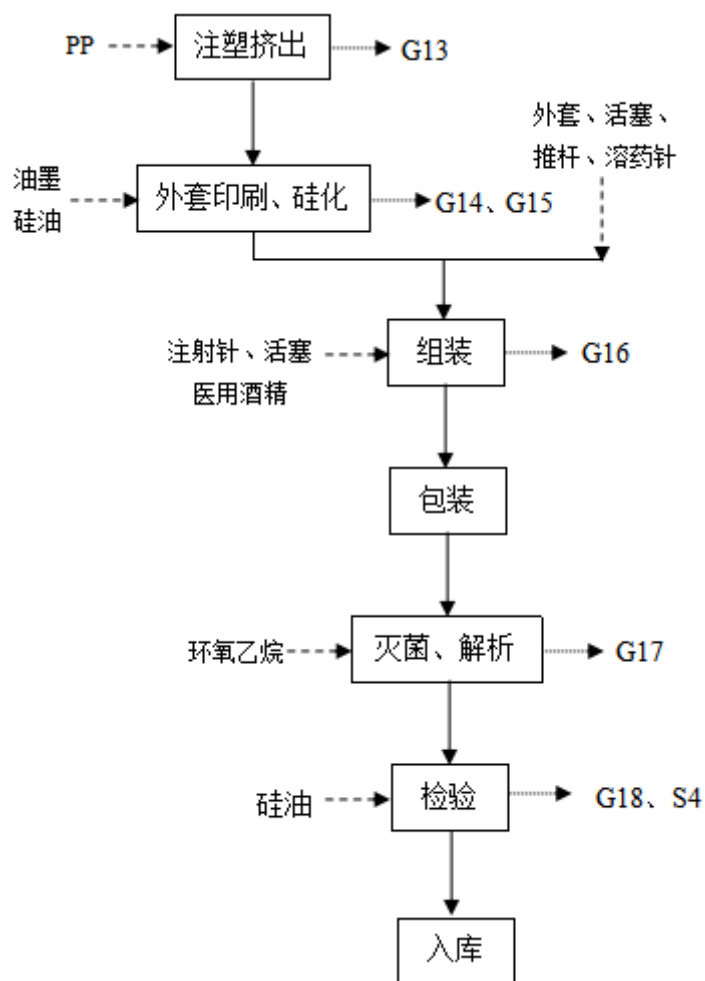 PP
注塑挤出
G13
外套、活塞、
推杆、溶药针
油墨
硅油
外套印刷、硅化
G14、G15
注射针、活塞
医用酒精
组装
G16
包装
环氧乙烷
灭菌、解析
G17
硅油
检验
G18、S4
入库